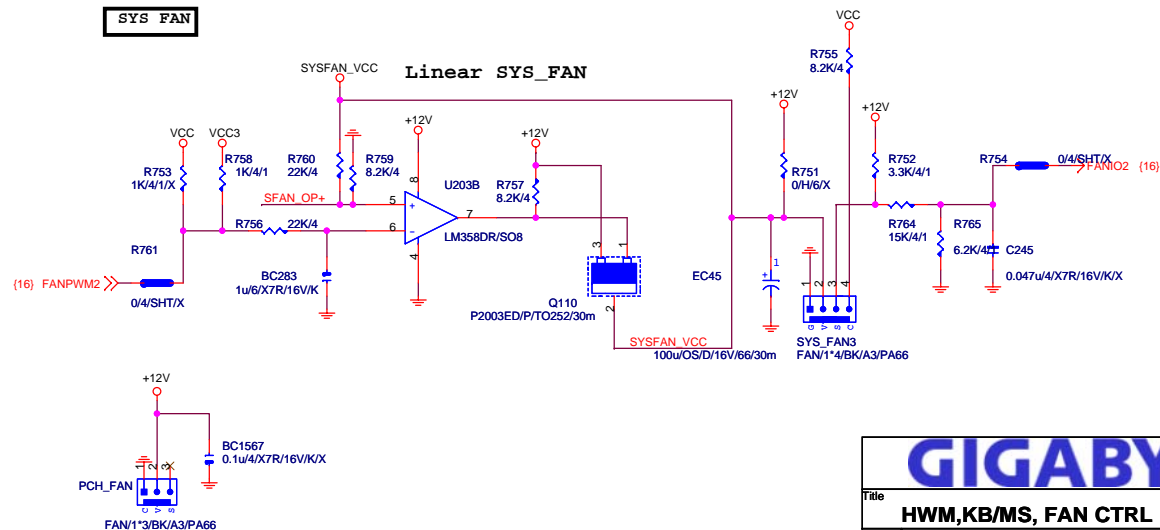 SYS FAN
Linear SYS_FAN
SYSFAN_VCC
VCC
VCC3
R753
1K/4/1/X
R758
1K/4/1
R760
22K/4
R759
8.2K/4
+12V
8
U203B
SFAN_OP+
5
+
6
-
7
4
LM358DR/SO8
R756
22K/4
R761
{16} FANPWM2
0/4/SHT/X
BC283
1u/6/X7R/16V/K
+12V
R757
8.2K/4
3
1
Q110
2
P2003ED/P/TO252/30m
SYSFAN_VCC
+12V
R751
0/H/6/X
EC45
+
1
100u/OS/D/16V/66/30m
VCC
R755
8.2K/4
+12V
R752
3.3K/4/1
R754
0/4/SHT/X
FANIO2 {16}
R764
15K/4/1
R765
6.2K/4/1
C245
0.047u/4/X7R/16V/K/X
1
2
3
4
G
V
S
C
SYS_FAN3
FAN/1*4/BK/A3/PA66
+12V
BC1567
0.1u/4/X7R/16V/K/X
1
2
3
PCH_FAN
C
V
S
FAN/1*3/BK/A3/PA66
GIGABY
Title
HWM,KB/MS, FAN CTRL